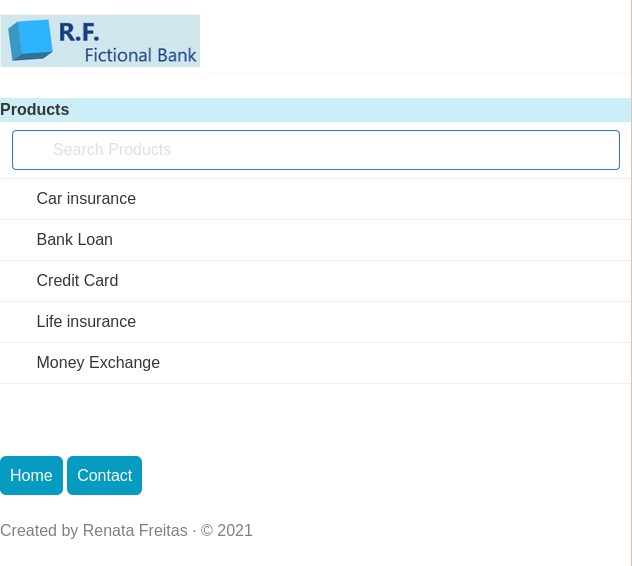 R.F.
Fictional Bank
Products
Search Products
Car insurance
Bank Loan
Credit Card
Life insurance
Money Exchange
Home Contact
Created by Renata Freitas · © 2021